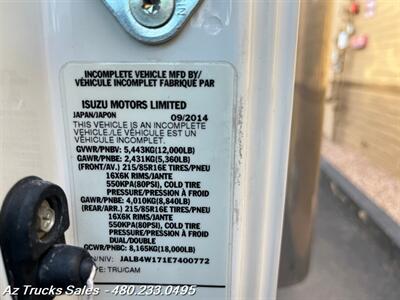 INCOMPLETE VEHICLE MFD BY/
VÉHICULE INCOMPLET FABRIQUÉ PAR
ISUZU MOTORS LIMITED
JAPAN/JAPON
09/2014
THIS VEHICLE IS AN INCOMPLETE
VEHICLE./LE VÉHICULE EST UN
VEHICULE INCOMPLET.
GVWR/PNBV: 5,443KG(12,000LB)
GAWR/PNBE: 2,431KG(5,360LB)
(FRONT/AV.) 215/85R16E TIRES/PNEU
16X6K RIMS/JANTE
550KPA(80PSI), COLD TIRE
PRESSURE/PRESSION A FROID
GAWR/PNBE: 4,010KG(8,840LB)
(REAR/ARR.) 215/85R16E TIRES/PNEU
16X6K RIMS/JANTE
550KPA(80PSI), COLD TIRE
PRESSURE/PRESSION A FROID
DUAL/DOUBLE
GCWR/PNBC: 8,165KG(18,000LB)
N/NIV: JALB4W171E7400772
YPE: TRU/CAM
Az Truck Sales - 480.233.0495